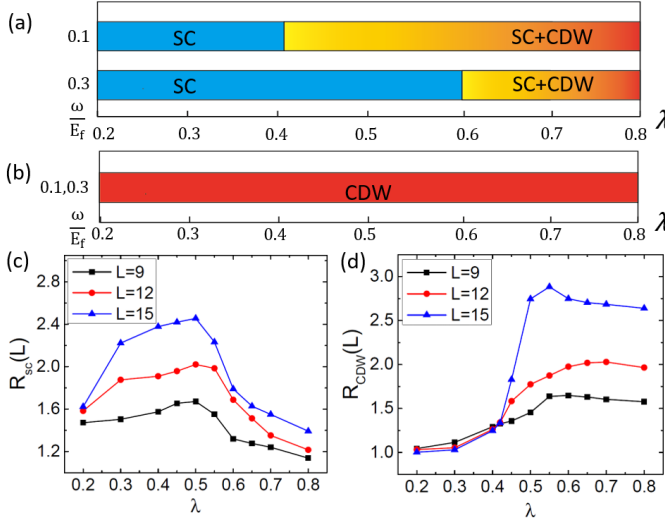 (a)
0.1 SC SC+CDW
0.3 SC SC+CDW
ω/E_f 0.2 0.3 0.4 0.5 0.6 0.7 0.8 λ
(b)
0.1,0.3 CDW
ω/E_f 0.2 0.3 0.4 0.5 0.6 0.7 0.8 λ
(c)
L=9
L=12
L=15
R_sc(L)
2.8
2.4
2.0
1.6
1.2
0.2 0.3 0.4 0.5 0.6 0.7 0.8
λ
(d)
L=9
L=12
L=15
R_CDW(L)
3.0
2.5
2.0
1.5
1.0
0.2 0.3 0.4 0.5 0.6 0.7 0.8
λ